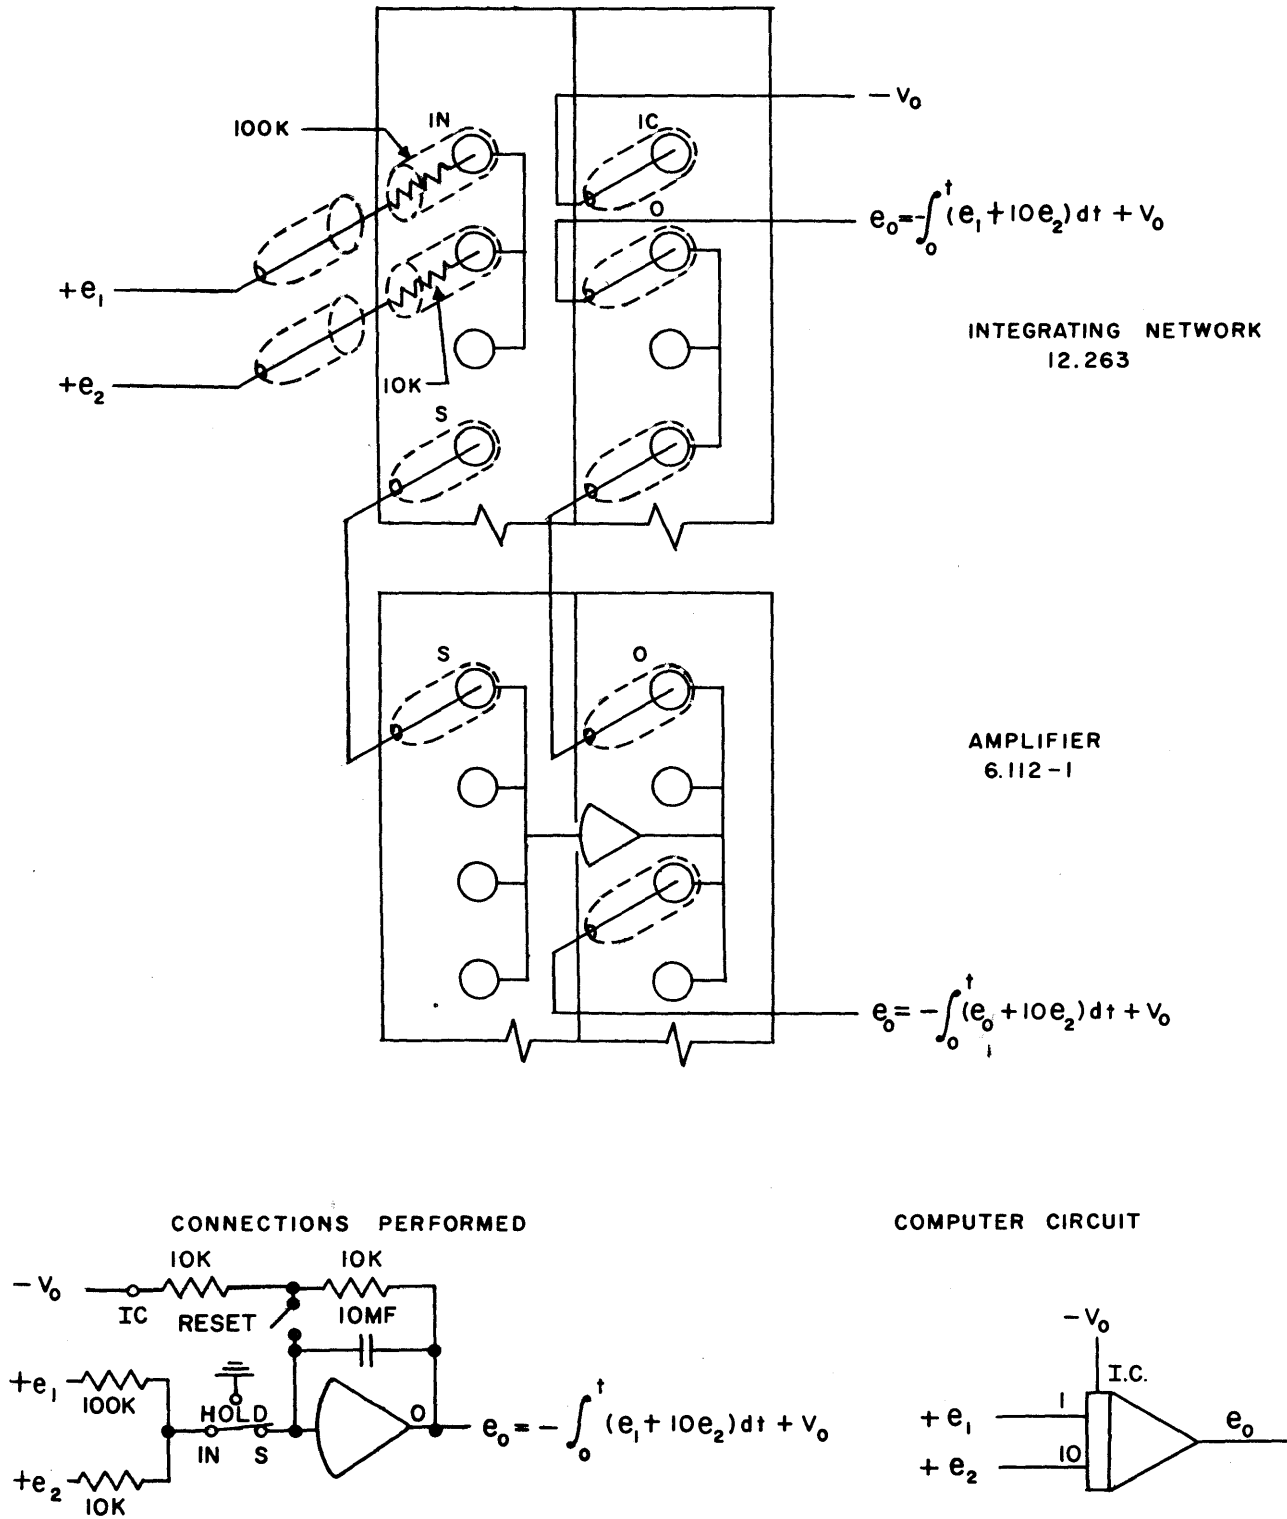 − V₀
100K
IN
IC
O
e₀ = -∫₀ᵗ (e₁ + 10e₂) dt + V₀
+e₁
INTEGRATING NETWORK
12.263
+e₂
10K
S
S
O
AMPLIFIER
6.112-1
e₀ = -∫₀ᵗ (e₀ + 10e₂) dt + V₀
1
CONNECTIONS PERFORMED
COMPUTER CIRCUIT
10K
10K
− V₀
IC
RESET
10MF
− V₀
I.C.
+e₁
100K
HOLD
O
IN
S
e₀ = -∫₀ᵗ (e₁ + 10e₂) dt + V₀
+ e₁
1
e₀
+ e₂
10
+e₂
10K